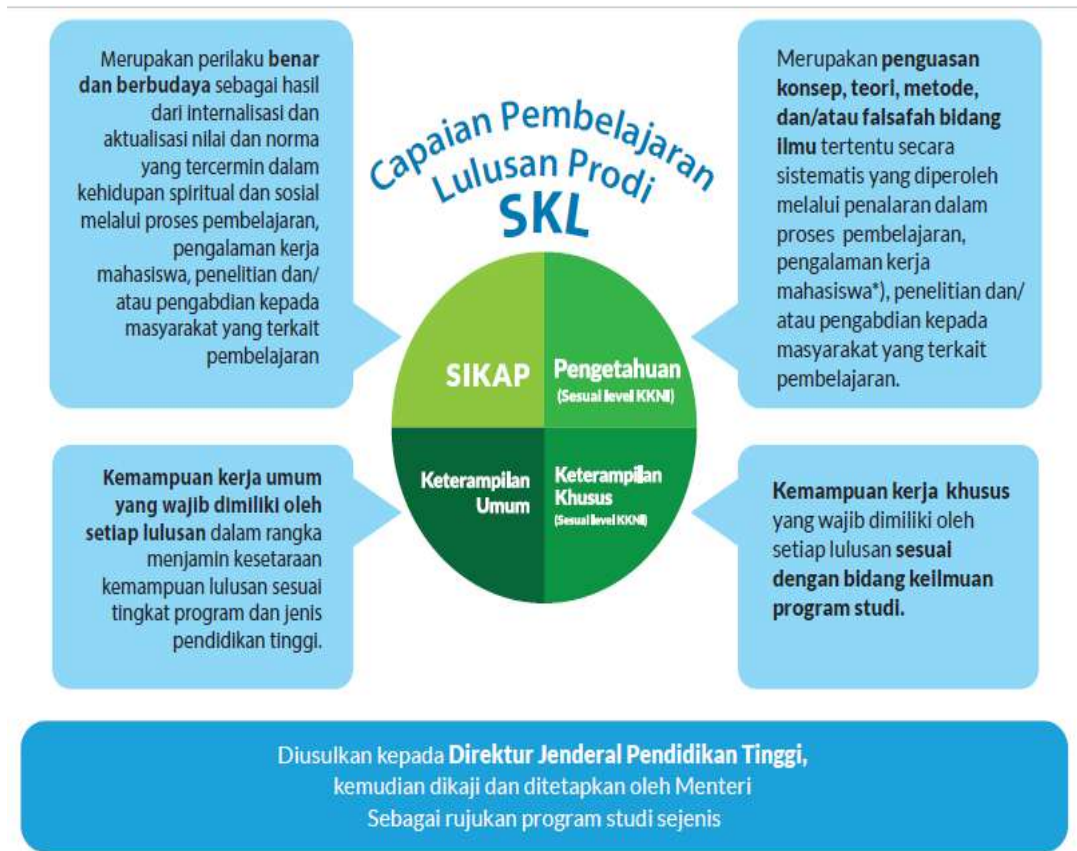 Merupakan perilaku benar
dan berbudaya sebagai hasil
dari internalisasi dan
aktualisasi nilai dan norma
yang tercermin dalam
kehidupan spiritual dan sosial
melalui proses pembelajaran,
pengalaman kerja
mahasiswa, penelitian dan/
atau pengabdian kepada
masyarakat yang terkait
pembelajaran
Capaian Pembelajaran
Lulusan Prodi
SKL
Merupakan penguasan
konsep, teori, metode,
dan/atau falsafah bidang
ilmu tertentu secara
sistematis yang diperoleh
melalui penalaran dalam
proses pembelajaran,
pengalaman kerja
mahasiswa*), penelitian dan/
atau pengabdian kepada
masyarakat yang terkait
pembelajaran.
SIKAP
Pengetahuan
(Sesuai level KKNI)
Keterampilan
Umum
Keterampilan
Khusus
(Sesual level KKNI)
Kemampuan kerja umum
yang wajib dimiliki oleh
setiap lulusan dalam rangka
menjamin kesetaraan
kemampuan lulusan sesuai
tingkat program dan jenis
pendidikan tinggi.
Kemampuan kerja khusus
yang wajib dimiliki oleh
setiap lulusan sesuai
dengan bidang keilmuan
program studi.
Diusulkan kepada Direktur Jenderal Pendidikan Tinggi,
kemudian dikaji dan ditetapkan oleh Menteri
Sebagai rujukan program studi sejenis